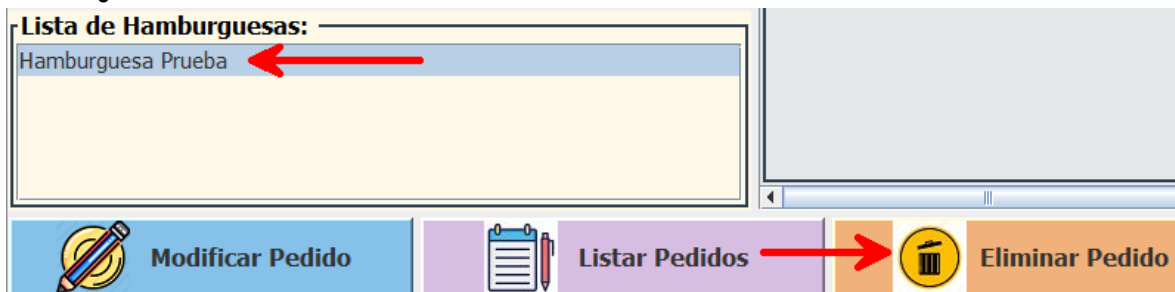 Lista de Hamburguesas:
Hamburguesa Prueba
Modificar Pedido
Listar Pedidos
Eliminar Pedido